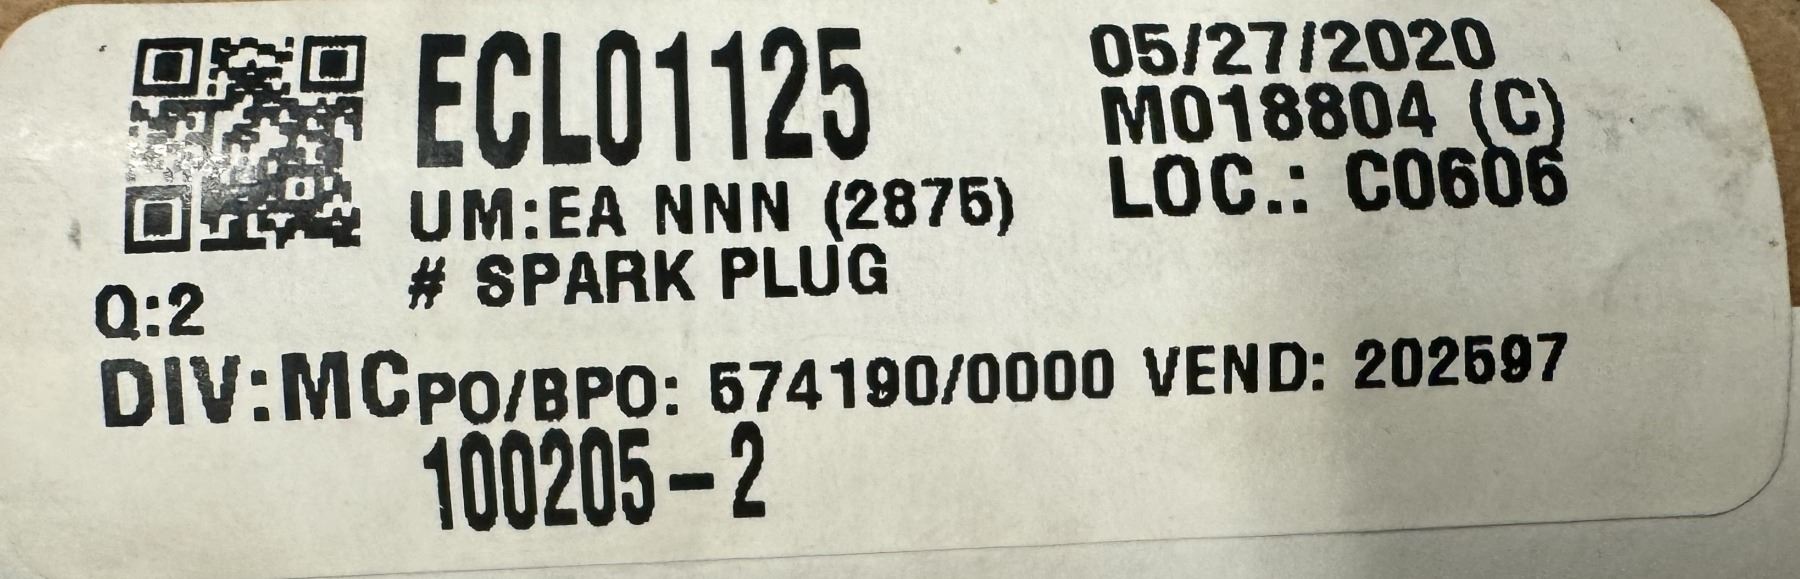 ECL01125
05/27/2020
M018804 (C)
LOC.: C0606
UM:EA NNN (2875)
# SPARK PLUG
Q:2
DIV:MC PO/BPO: 574190/0000 VEND: 202597
100205-2